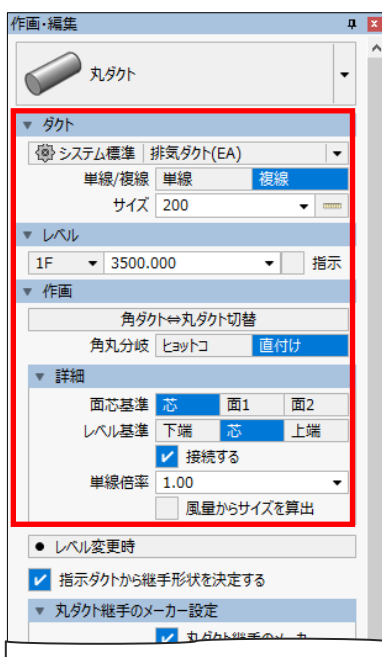 作画・編集
丸ダクト
ダクト
システム標準 排気ダクト(EA)
単線/複線 単線 複線
サイズ 200
レベル
1F 3500.000 指示
作画
角ダクト⇔丸ダクト切替
角丸分岐 ヒョットコ 直付け
詳細
面芯基準 芯 面1 面2
レベル基準 下端 芯 上端
接続する
単線倍率 1.00
風量からサイズを算出
レベル変更時
指示ダクトから継手形状を決定する
丸ダクト継手のメーカー設定